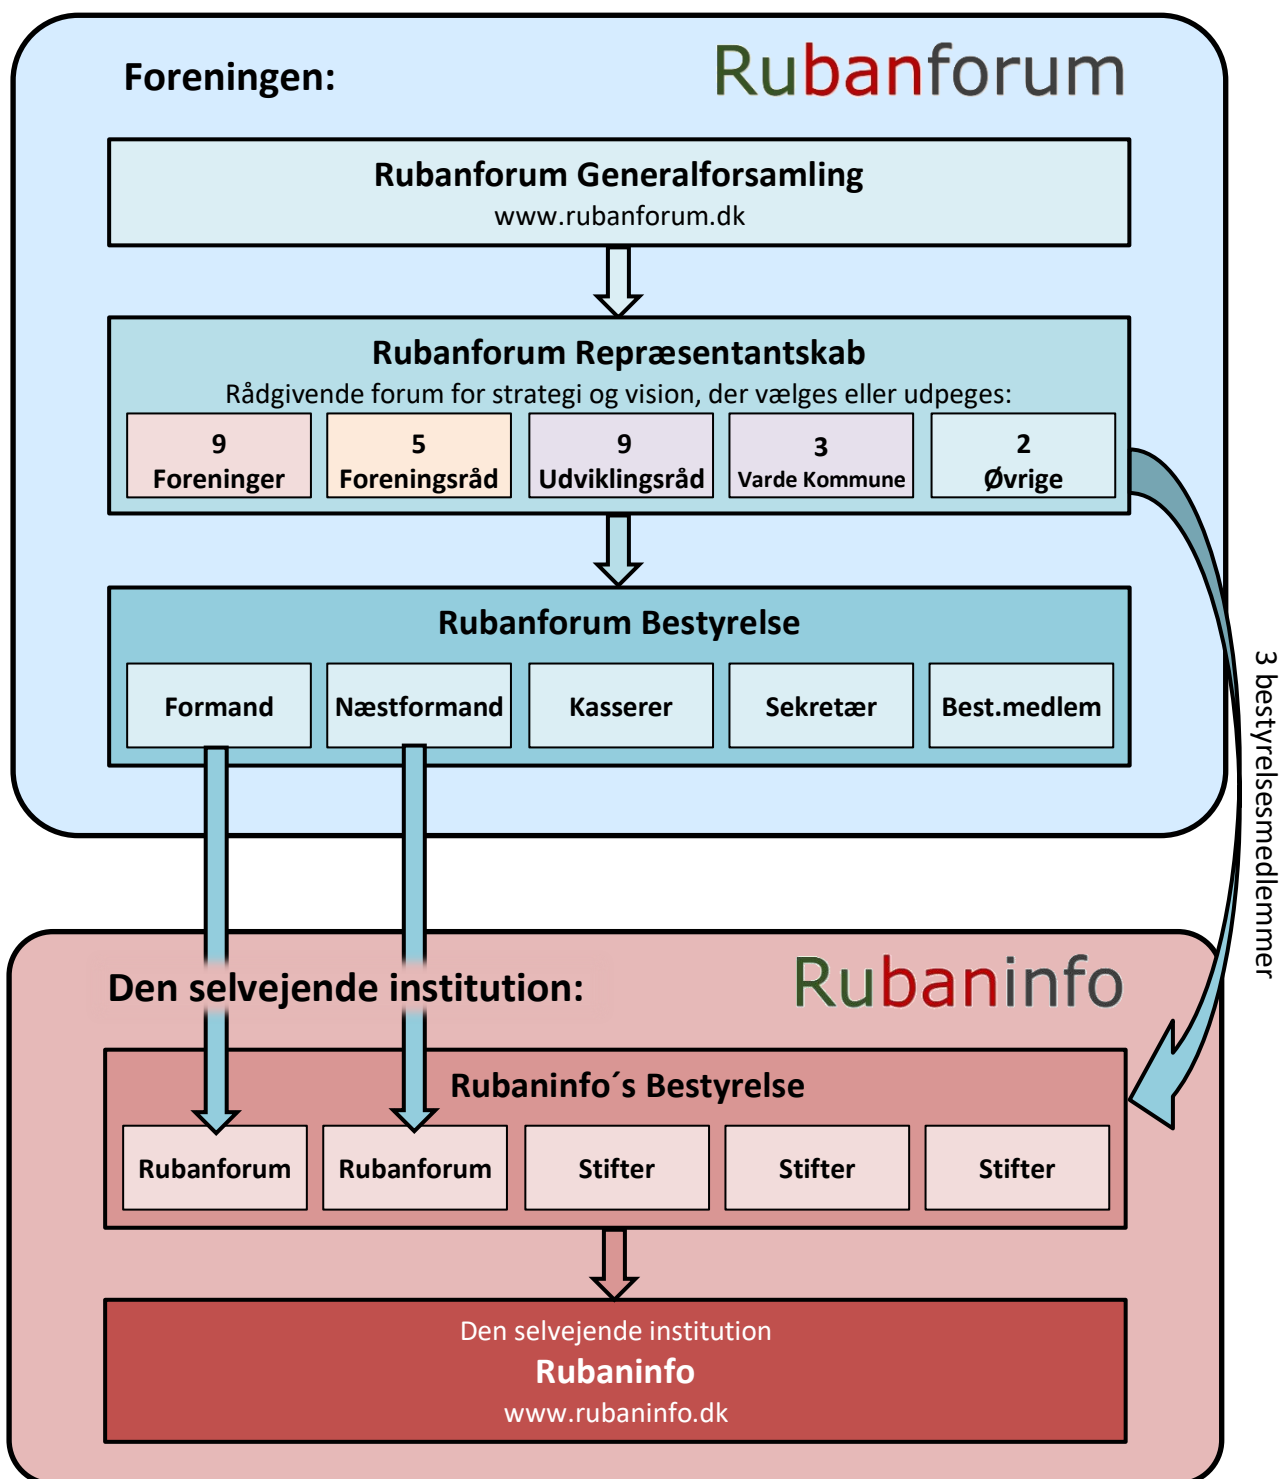 Foreningen:
Rubanforum
Rubanforum Generalforsamling
www.rubanforum.dk
Rubanforum Repræsentantskab
Rådgivende forum for strategi og vision, der vælges eller udpeges:
9
Foreninger
5
Foreningsråd
9
Udviklingsråd
3
Varde Kommune
2
Øvrige
Rubanforum Bestyrelse
Formand
Næstformand
Kasserer
Sekretær
Best.medlem
3 bestyrelsesmedlemmer
Den selvejende institution:
Rubaninfo
Rubaninfo´s Bestyrelse
Rubanforum
Rubanforum
Stifter
Stifter
Stifter
Den selvejende institution
Rubaninfo
www.rubaninfo.dk